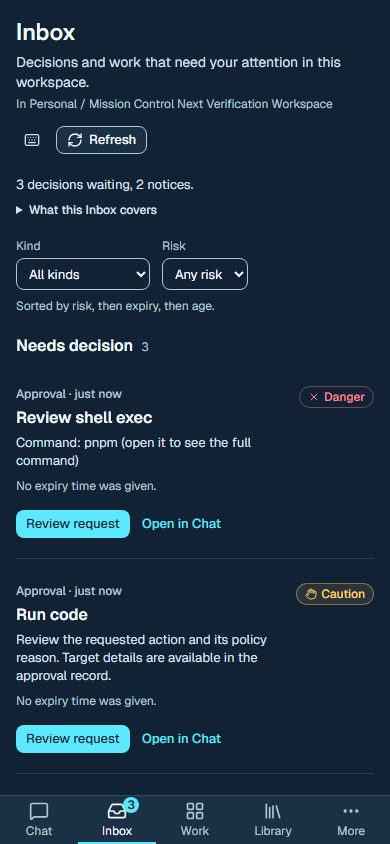 Inbox
Decisions and work that need your attention in this
workspace.
In Personal / Mission Control Next Verification Workspace
Refresh
3 decisions waiting, 2 notices.
What this Inbox covers
Kind
Risk
All kinds
Any risk
Sorted by risk, then expiry, then age.
Needs decision 3
Approval · just now
Danger
Review shell exec
Command: pnpm (open it to see the full
command)
No expiry time was given.
Review request
Open in Chat
Approval · just now
Caution
Run code
Review the requested action and its policy
reason. Target details are available in the
approval record.
No expiry time was given.
Review request
Open in Chat
3
Chat
Inbox
Work
Library
More